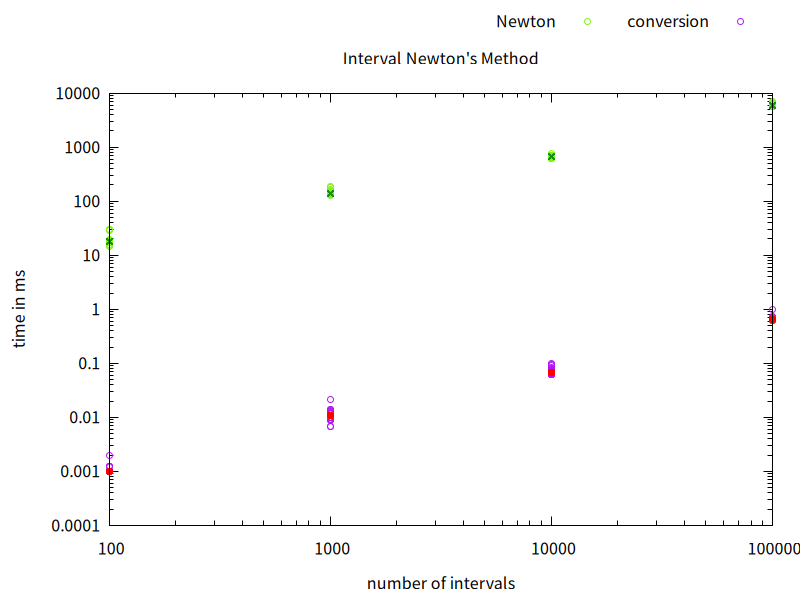 Newton conversion
Interval Newton's Method
10000
1000
100
10
1
0.1
0.01
0.001
0.0001
time in ms
100 1000 10000 100000
number of intervals